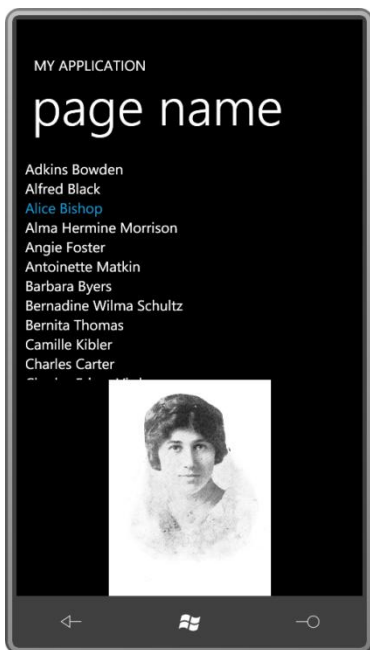 MY APPLICATION
page name
Adkins Bowden
Alfred Black
Alice Bishop
Alma Hermine Morrison
Angie Foster
Antoinette Matkin
Barbara Byers
Bernadine Wilma Schultz
Bernita Thomas
Camille Kibler
Charles Carter